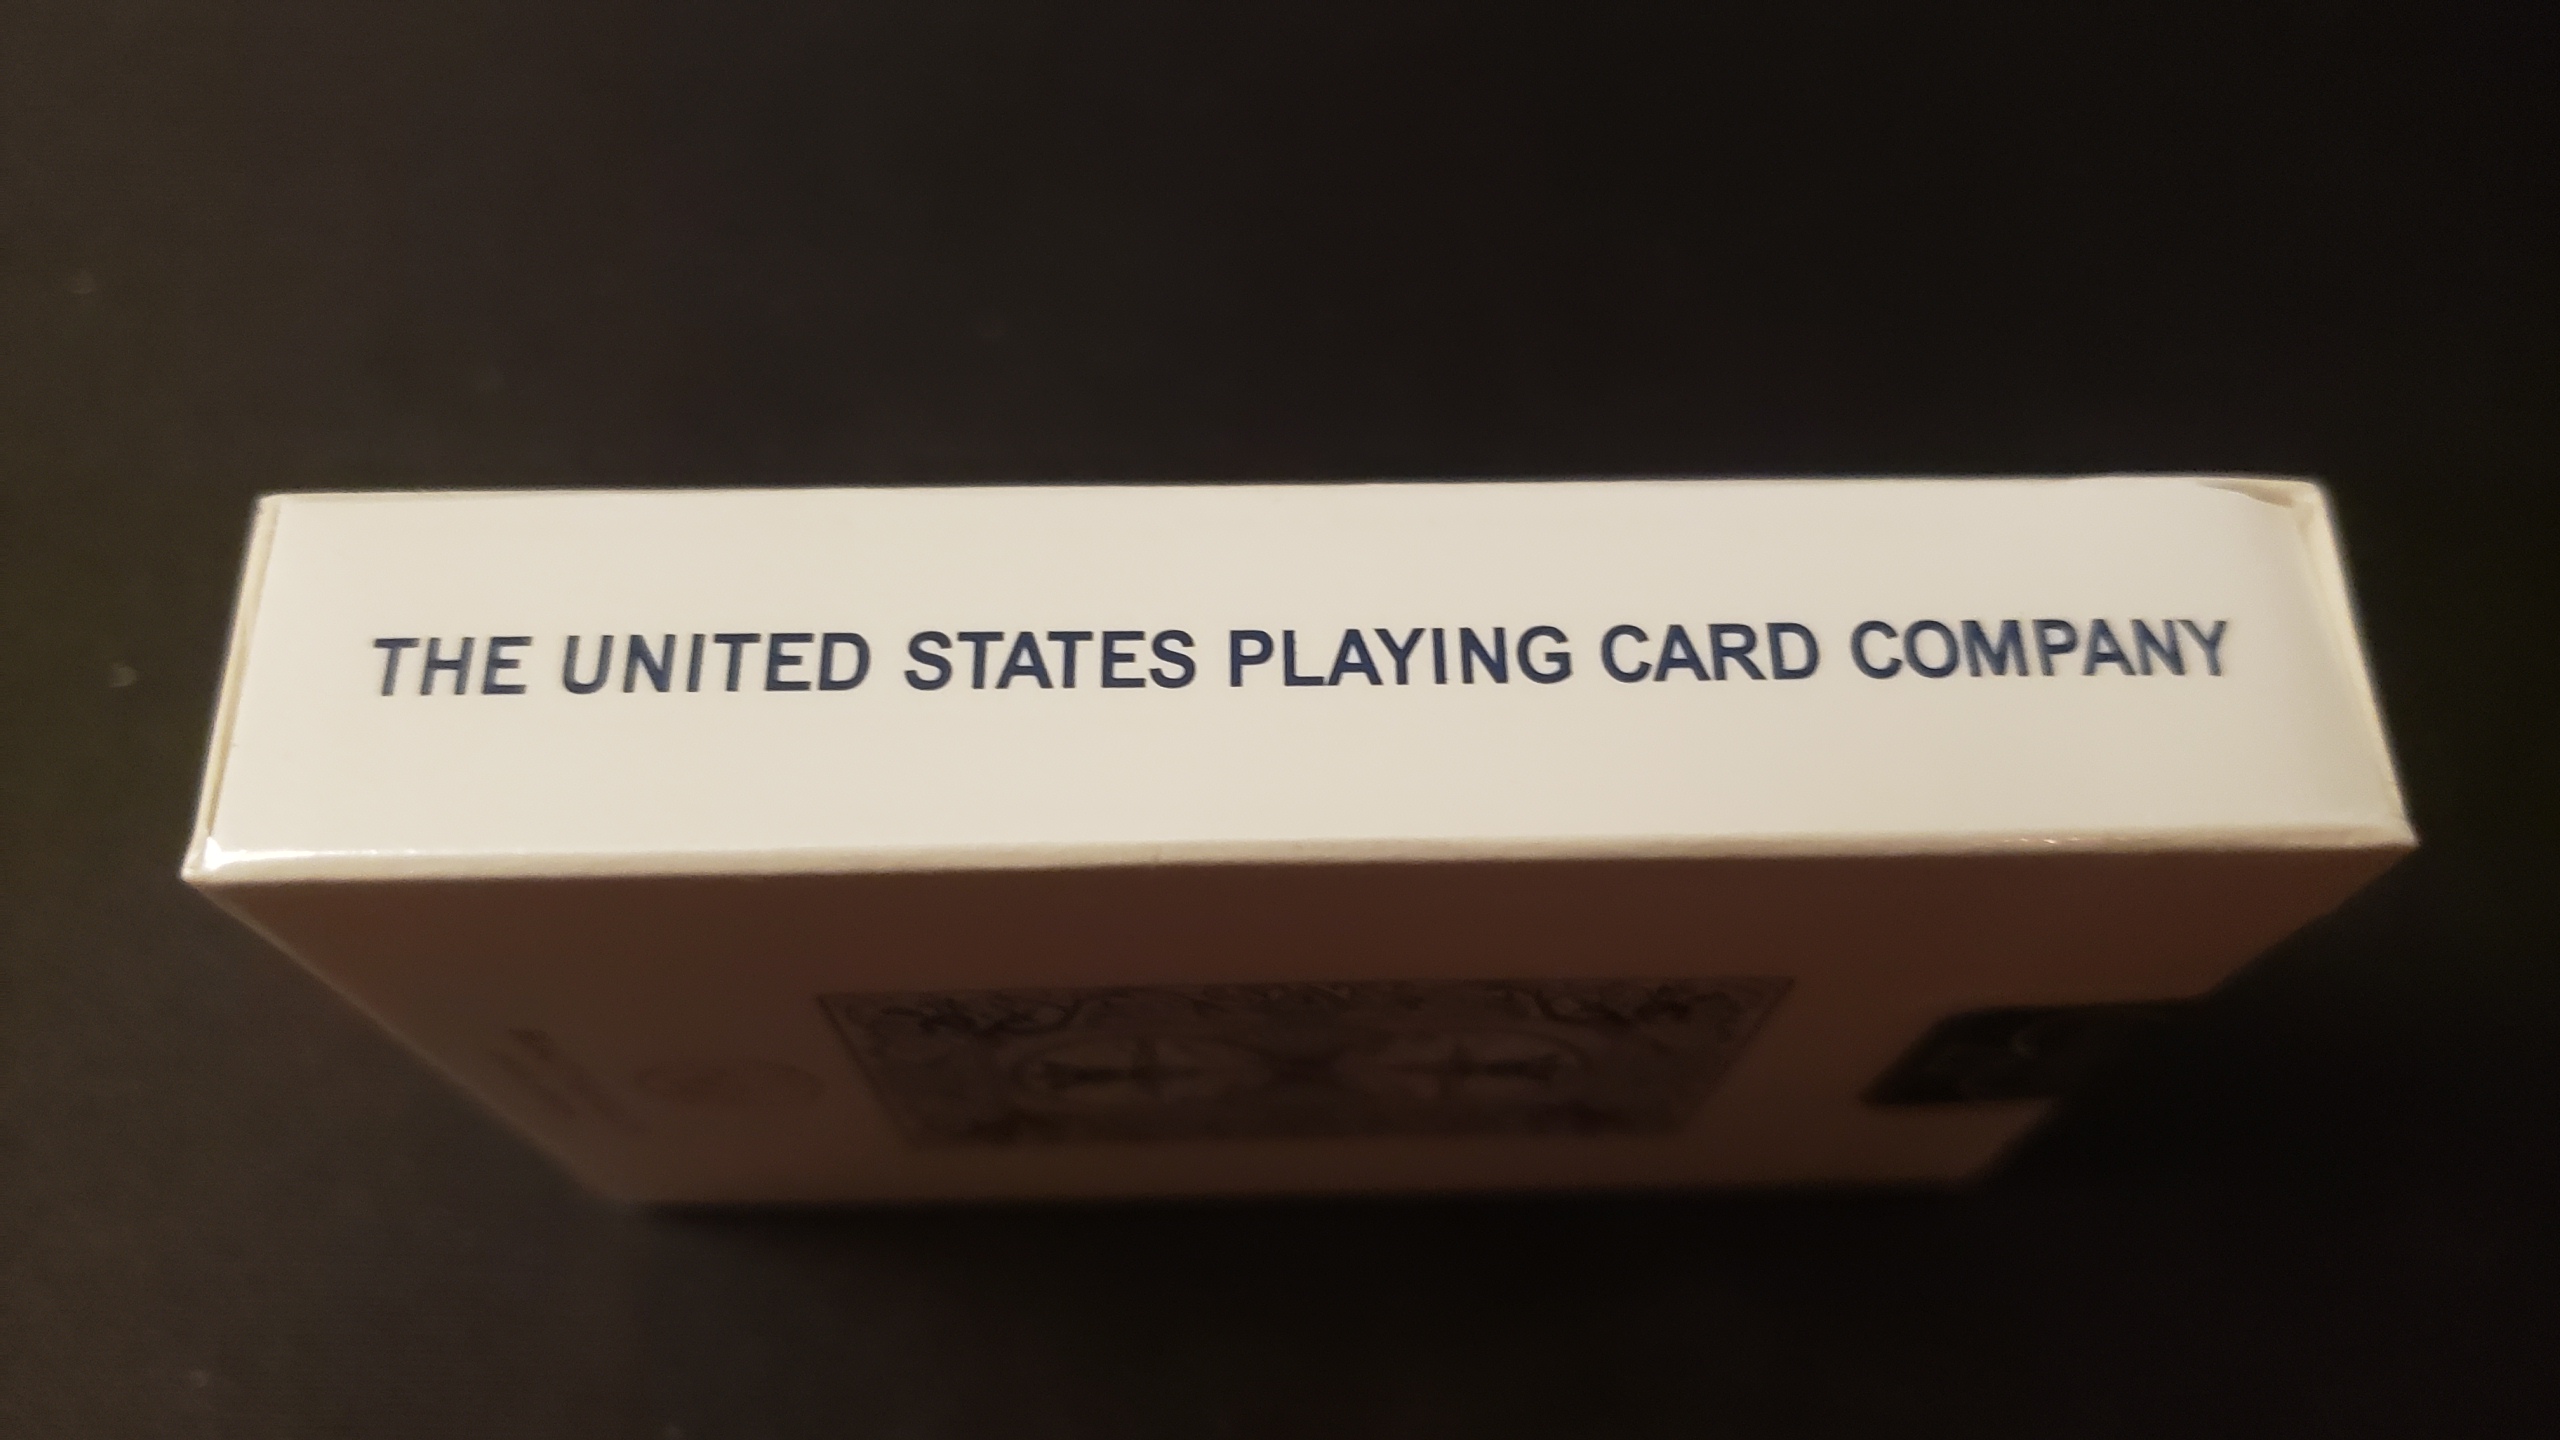 THE UNITED STATES PLAYING CARD COMPANY